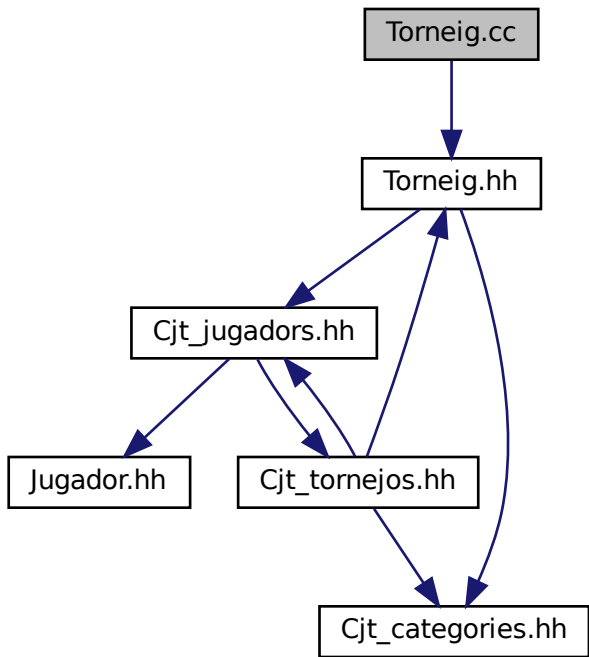 Torneig.cc
Torneig.hh
Cjt_jugadors.hh
Jugador.hh
Cjt_tornejos.hh
Cjt_categories.hh